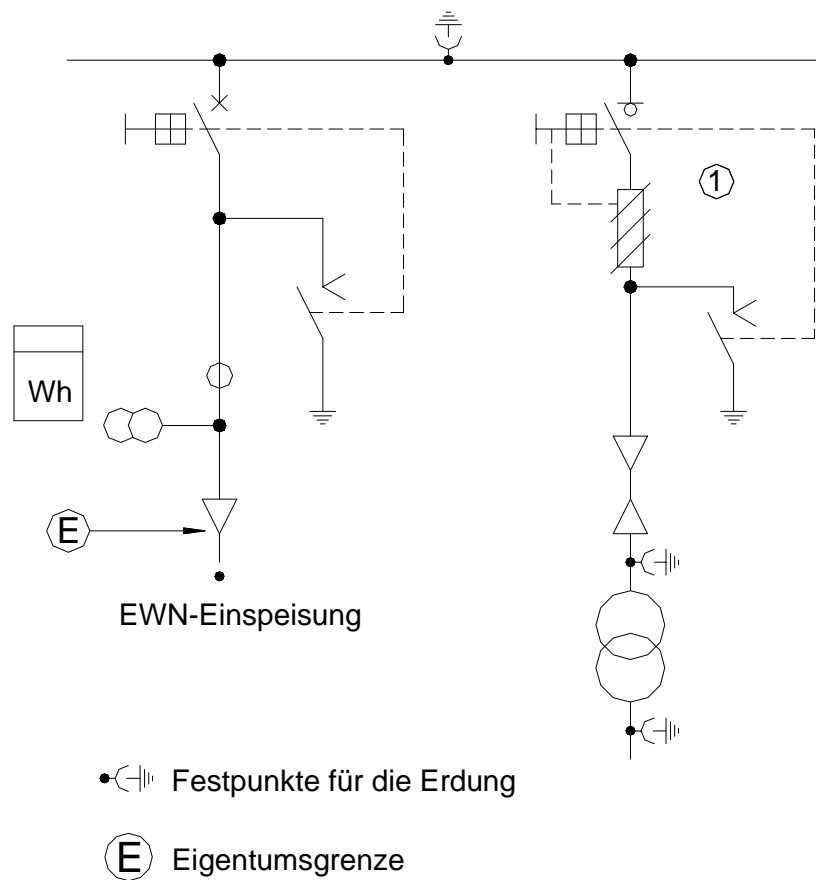 1
Wh
E
EWN-Einspeisung
Festpunkte für die Erdung
E Eigentumsgrenze